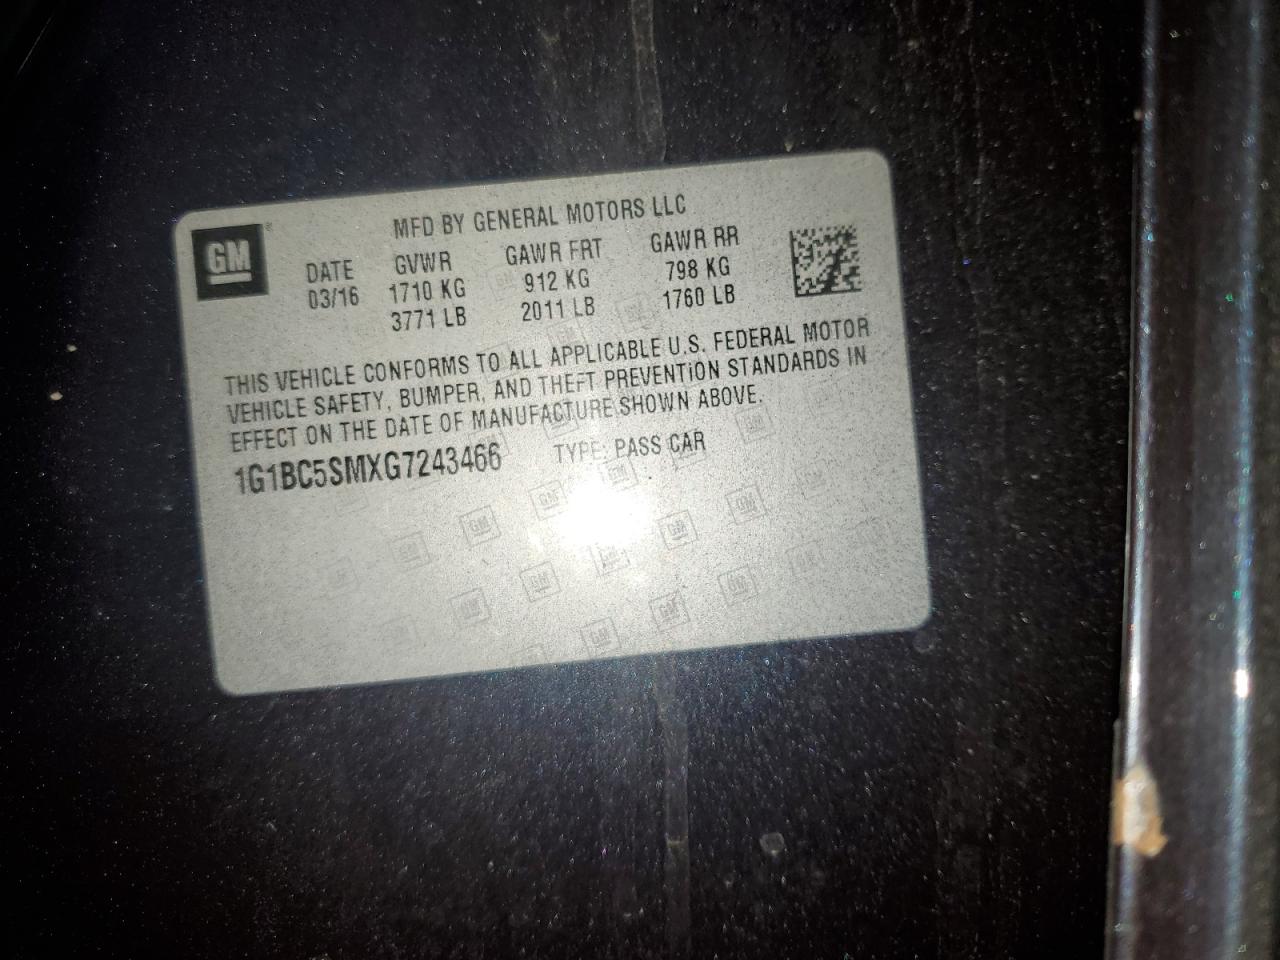 GM
MFD BY GENERAL MOTORS LLC
DATE GVWR GAWR FRT GAWR RR
03/16 1710 KG 912 KG 798 KG
3771 LB 2011 LB 1760 LB
THIS VEHICLE CONFORMS TO ALL APPLICABLE U.S. FEDERAL MOTOR
VEHICLE SAFETY, BUMPER, AND THEFT PREVENTION STANDARDS IN
EFFECT ON THE DATE OF MANUFACTURE SHOWN ABOVE.
1G1BC5SMXG7243466 TYPE: PASS CAR